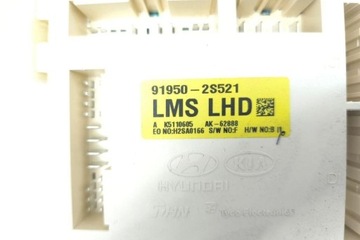 91950-2S521
LMS LHD
A K5110605 AK-62888
EO NO:H2SA0166 S/W NO:F H/W NO:B
HYUNDAI KIA